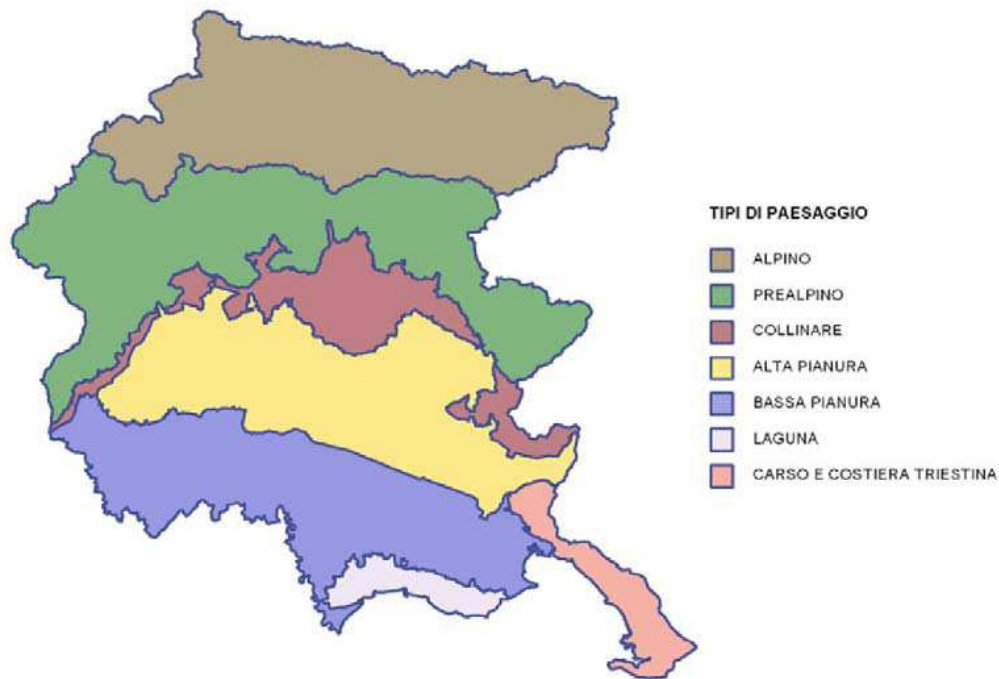 TIPI DI PAESAGGIO
ALPINO
PREALPINO
COLLINARE
ALTA PIANURA
BASSA PIANURA
LAGUNA
CARSO E COSTIERA TRIESTINA